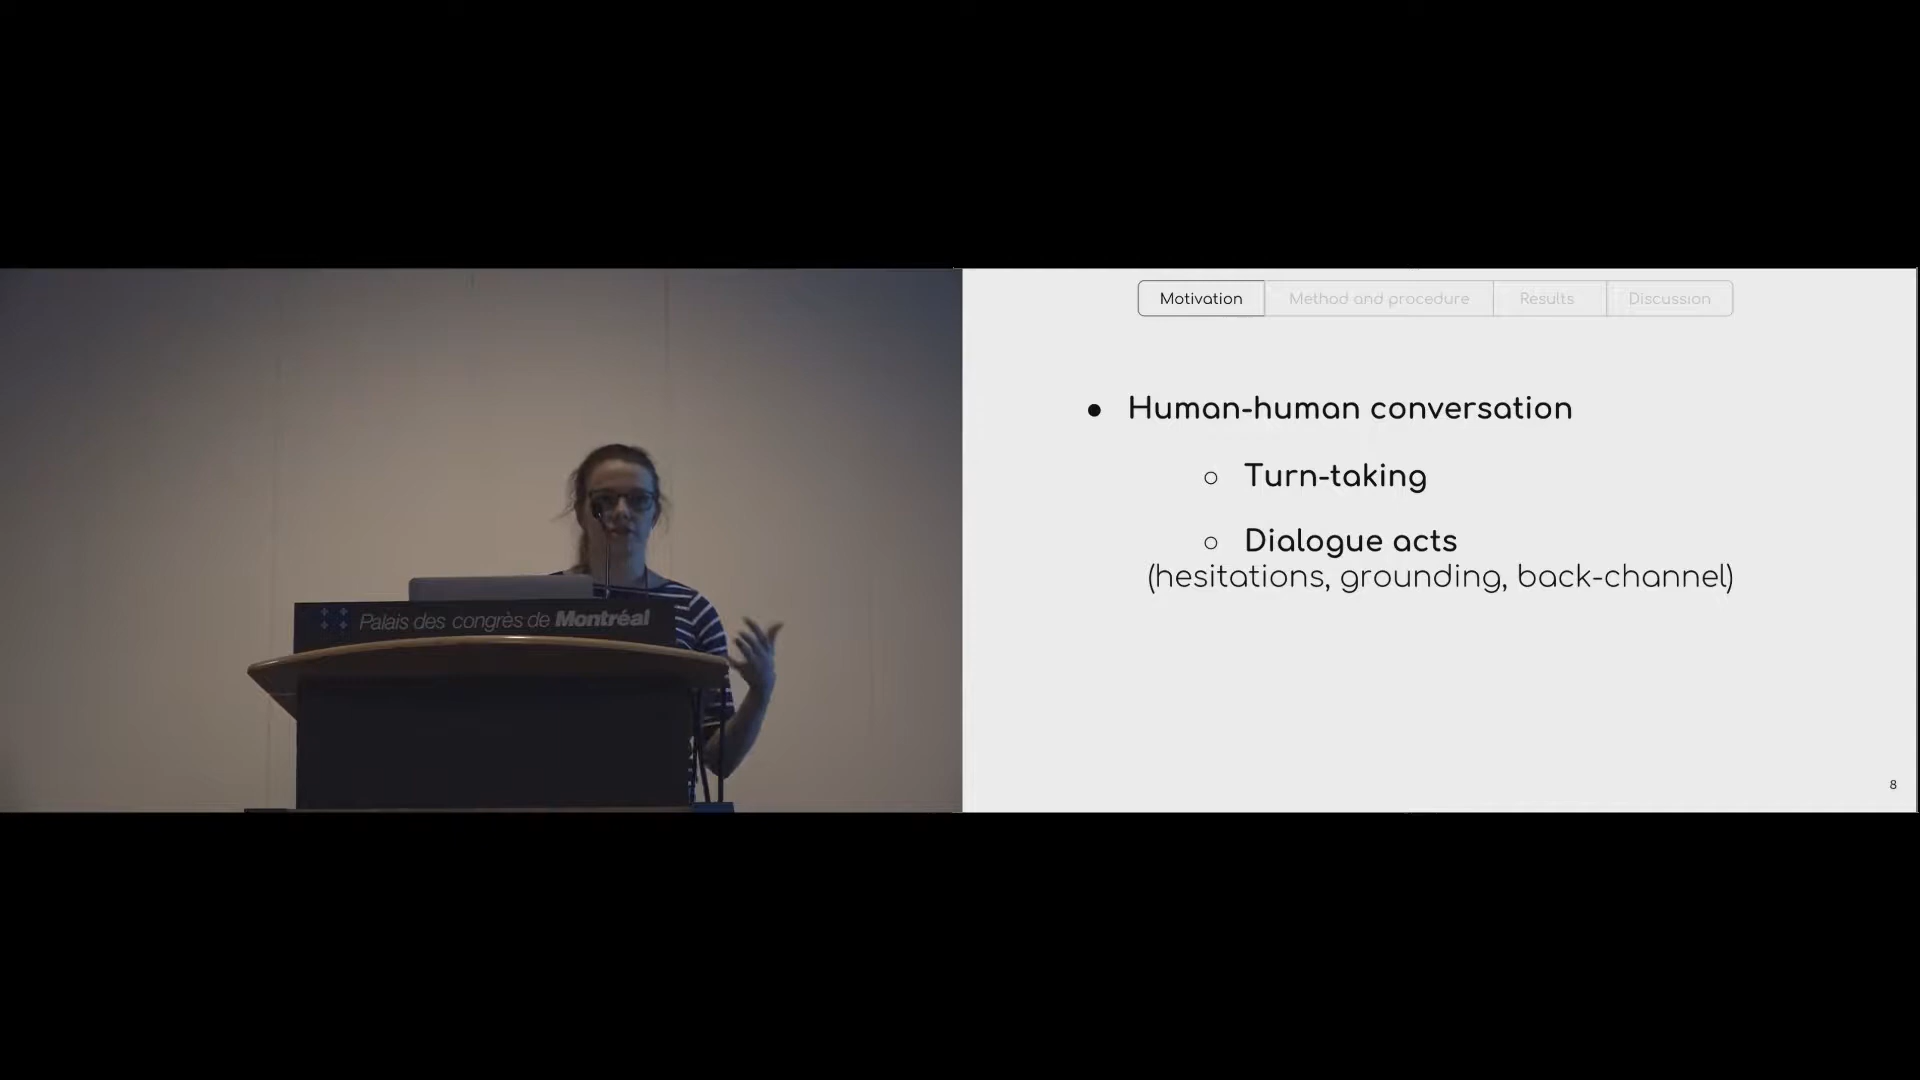 Palais des congrès de Montréal
Motivation
Method and procedure
Results
Discussion
● Human-human conversation
○ Turn-taking
○ Dialogue acts
(hesitations, grounding, back-channel)
8